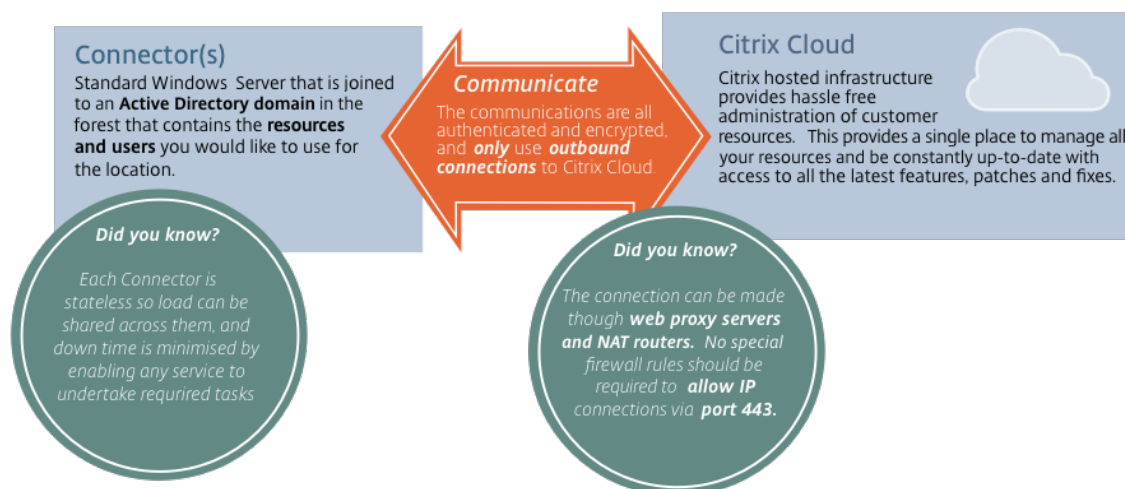 Connector(s)
Standard Windows Server that is joined
to an Active Directory domain in the
forest that contains the resources
and users you would like to use for
the location.
Communicate
The communications are all
authenticated and encrypted,
and only use outbound
connections to Citrix Cloud.
Citrix Cloud
Citrix hosted infrastructure
provides hassle free
administration of customer
resources. This provides a single place to manage all
your resources and be constantly up-to-date with
access to all the latest features, patches and fixes.
Did you know?
Each Connector is
stateless so load can be
shared across them, and
down time is minimised by
enabling any service to
undertake requrired tasks
Did you know?
The connection can be made
though web proxy servers
and NAT routers. No special
firewall rules should be
required to allow IP
connections via port 443.